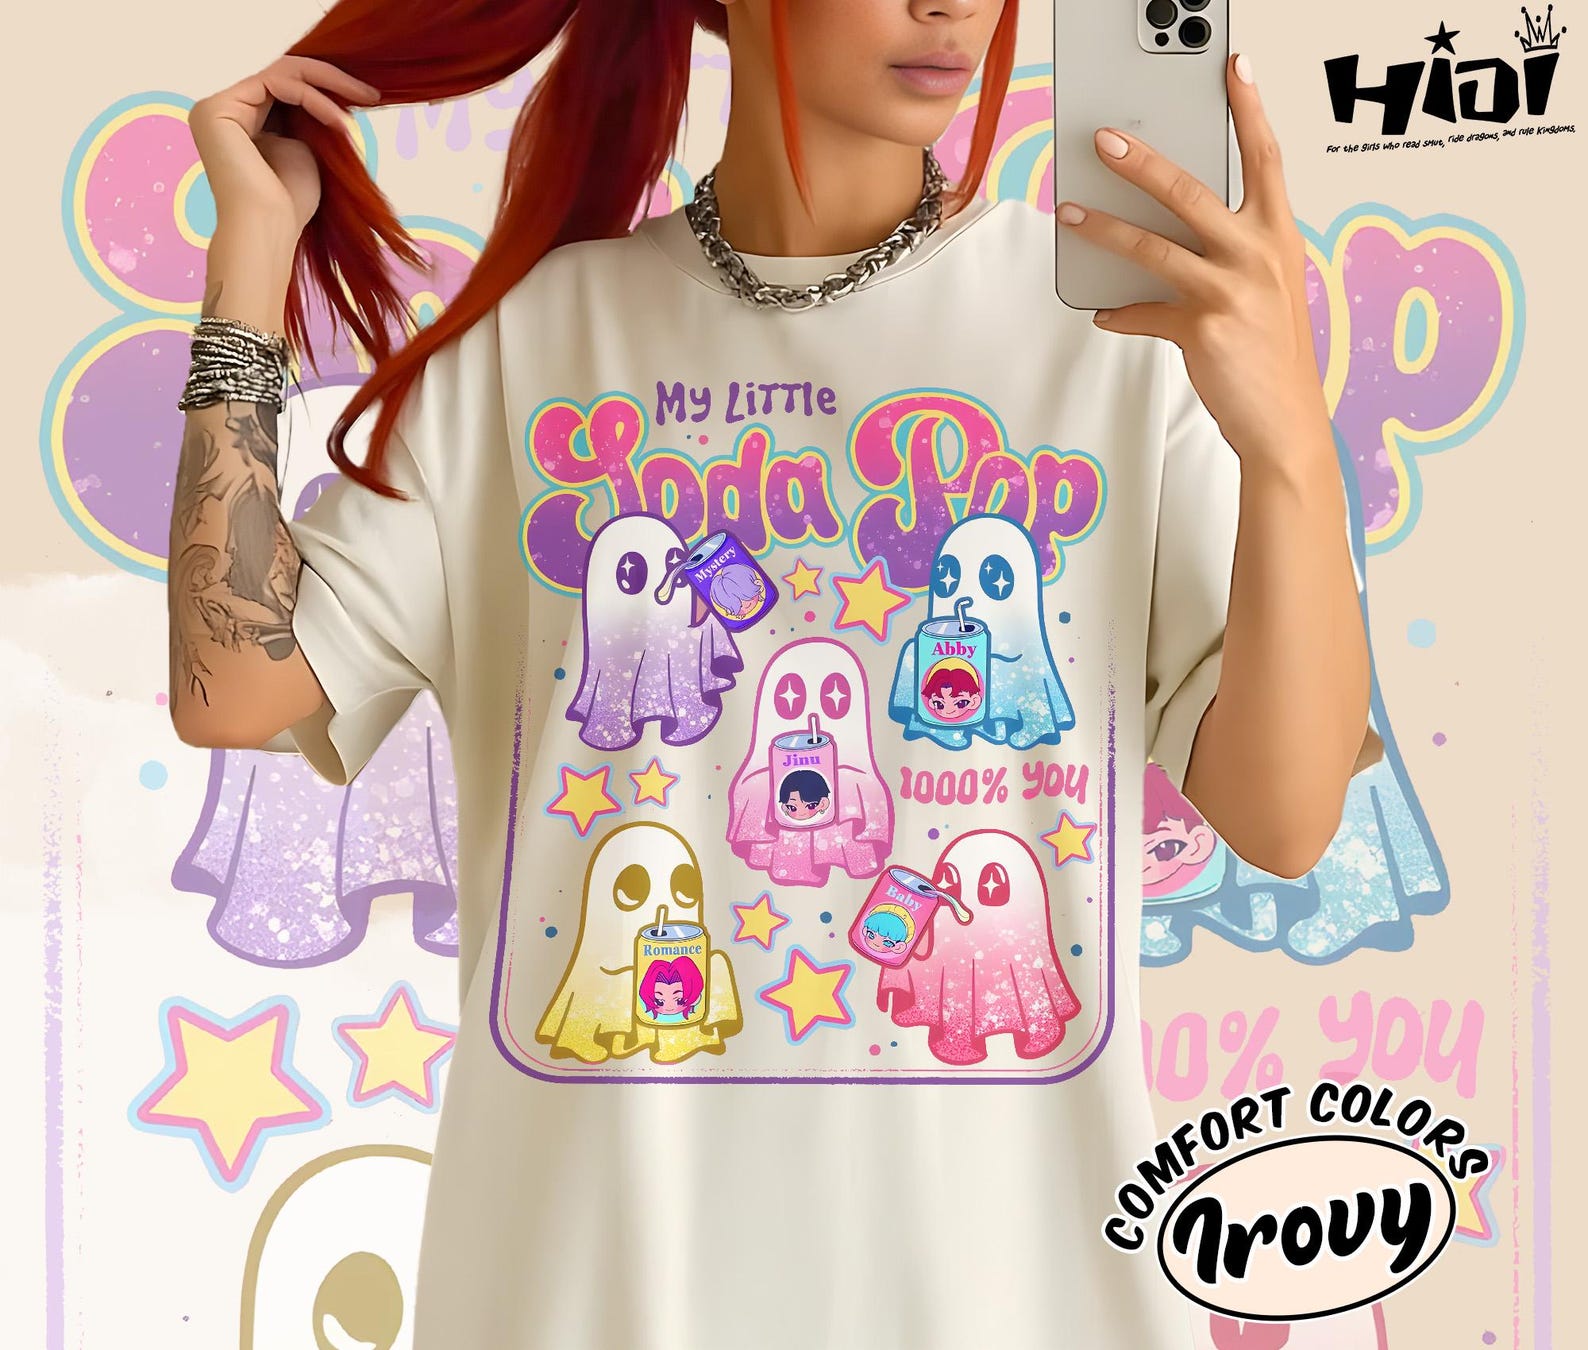 HiDi
For the girls who read smut, ride dragons, and rule kingdoms.
My Little
Soda Pop
Mystery
Abby
Jinu
1000% you
Baby
Romance
COMFORT COLORS
Ivory